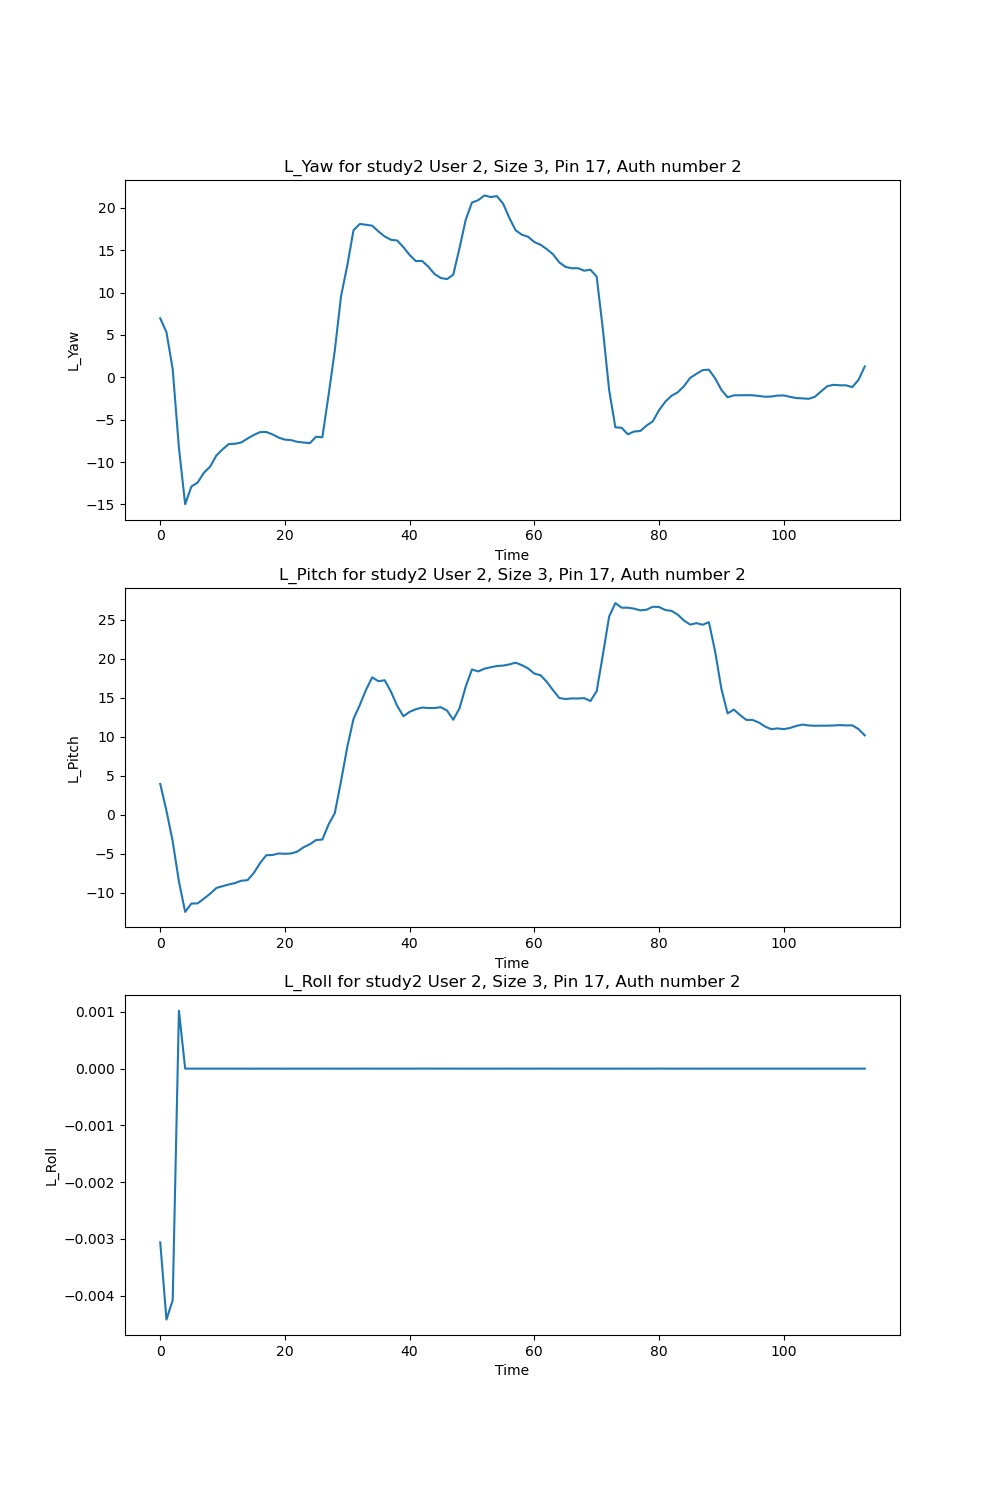 L_Yaw for study2 User 2, Size 3, Pin 17, Auth number 2
20
15
10
5
0
−5
−10
−15
L_Yaw
0 20 40 60 80 100
Time
L_Pitch for study2 User 2, Size 3, Pin 17, Auth number 2
25
20
15
10
5
0
−5
−10
L_Pitch
0 20 40 60 80 100
Time
L_Roll for study2 User 2, Size 3, Pin 17, Auth number 2
0.001
0.000
−0.001
−0.002
−0.003
−0.004
L_Roll
0 20 40 60 80 100
Time